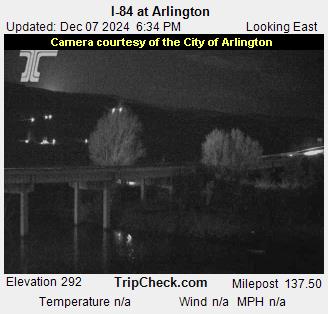 I-84 at Arlington
Updated: Dec 07 2024 6:34 PM Looking East
Camera courtesy of the City of Arlington
Elevation 292 TripCheck.com Milepost 137.50
Temperature n/a Wind n/a MPH n/a